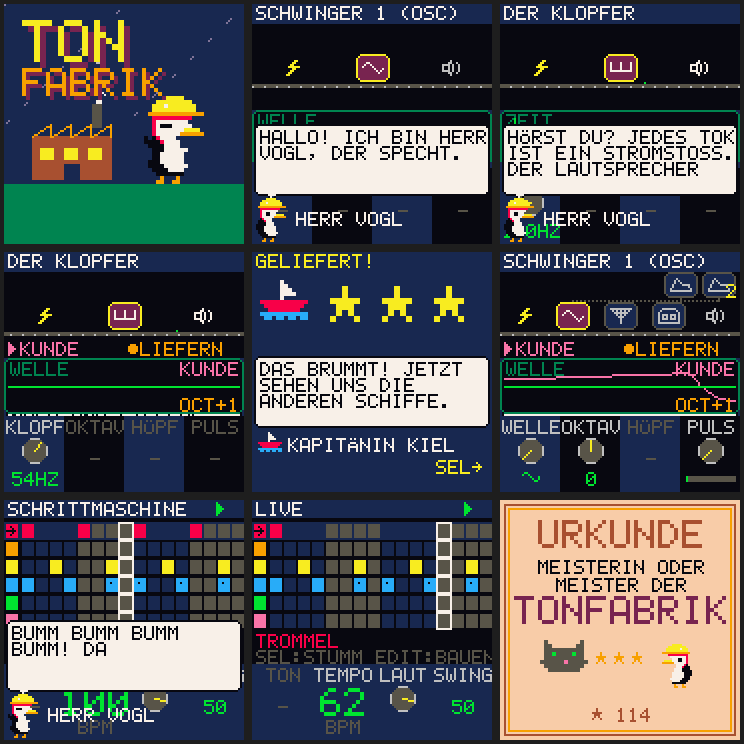 TON
FABRIK
SCHWINGER 1 (OSC)
WELLE
HALLO! ICH BIN HERR
VOGL, DER SPECHT.
HERR VOGL
DER KLOPFER
ZEIT
HöRST DU? JEDES TOK
IST EIN STROMSTOSS.
DER LAUTSPRECHER
HERR VOGL
0HZ
DER KLOPFER
KUNDE
LIEFERN
WELLE
KUNDE
OCT+1
KLOPF
OKTAV
HüPF
PULS
54HZ
GELIEFERT!
DAS BRUMMT! JETZT
SEHEN UNS DIE
ANDEREN SCHIFFE.
KAPITäNIN KIEL
SEL→
SCHWINGER 1 (OSC)
2
KUNDE
LIEFERN
WELLE
KUNDE
OCT+1
WELLE
OKTAV
HüPF
PULS
0
SCHRITTMASCHINE
BUMM BUMM BUMM
BUMM! DA
100
50
HERR VOGL
BPM
LIVE
TROMMEL
SEL:STUMM EDIT:BAUEN
TON TEMPO LAUT SWING
62
50
BPM
URKUNDE
MEISTERIN ODER
MEISTER DER
TONFABRIK
★ 114